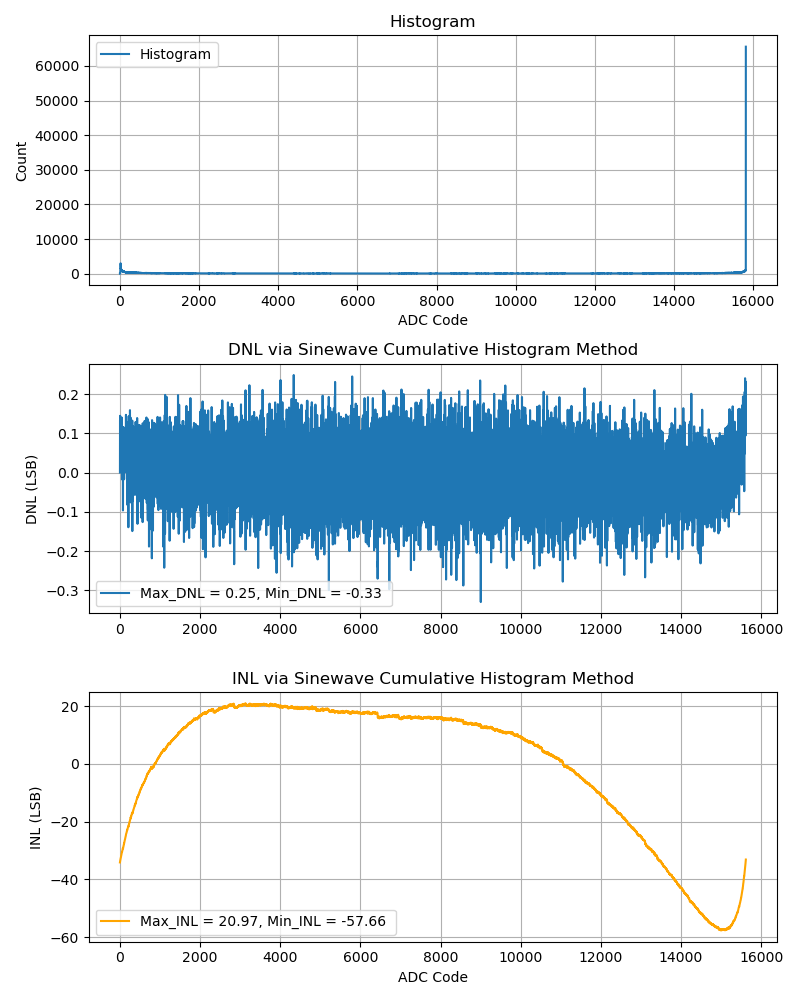 Histogram
Histogram
60000
50000
40000
30000
20000
10000
0
Count
0 2000 4000 6000 8000 10000 12000 14000 16000
ADC Code
DNL via Sinewave Cumulative Histogram Method
0.2
0.1
0.0
−0.1
−0.2
−0.3
DNL (LSB)
Max_DNL = 0.25, Min_DNL = -0.33
0 2000 4000 6000 8000 10000 12000 14000 16000
INL via Sinewave Cumulative Histogram Method
20
0
−20
−40
−60
INL (LSB)
Max_INL = 20.97, Min_INL = -57.66
0 2000 4000 6000 8000 10000 12000 14000 16000
ADC Code